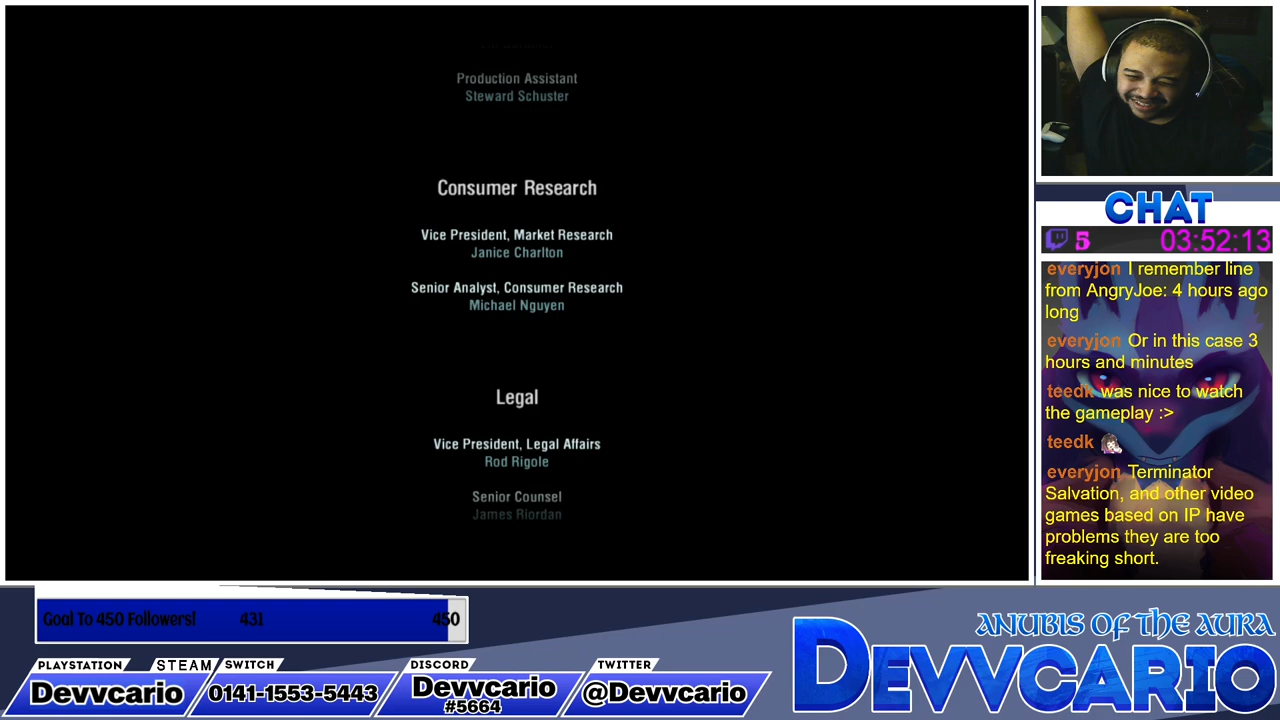 Production Assistant
Steward Schuster
Consumer Research
Vice President, Market Research
Janice Charlton
Senior Analyst, Consumer Research
Michael Nguyen
Legal
Vice President, Legal Affairs
Rod Rigole
Senior Counsel
James Riordan
CHAT
5
03:52:13
everyjon I remember line
from AngryJoe: 4 hours ago
long
everyjon Or in this case 3
hours and minutes
teedk was nice to watch
the gameplay :>
teedk
everyjon Terminator
Salvation, and other video
games based on IP have
problems they are too
freaking short.
Goal To 450 Followers! 431 450
PLAYSTATION STEAM SWITCH DISCORD TWITTER
Devvcario 0141-1553-5443 Devvcario #5664 @Devvcario
ANUBIS OF THE AURA
DEVVCARIO